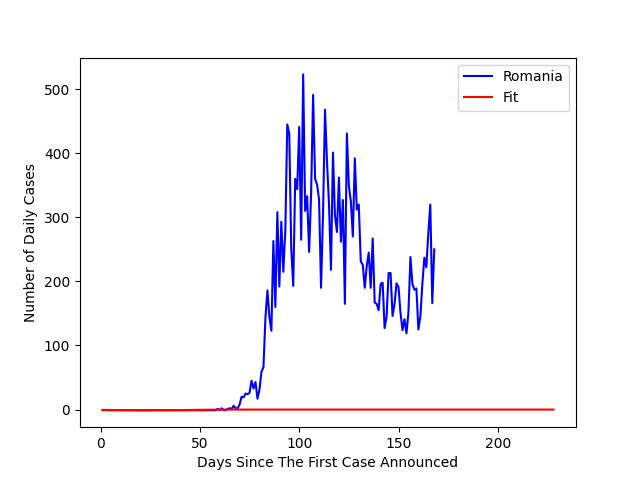 Romania
Fit
500
400
300
200
100
0
Number of Daily Cases
0 50 100 150 200
Days Since The First Case Announced